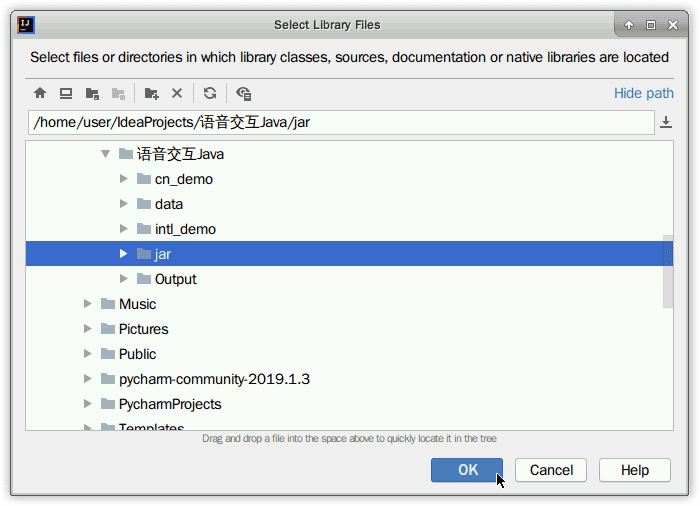 IJ
Select Library Files
Select files or directories in which library classes, sources, documentation or native libraries are located
Hide path
/home/user/IdeaProjects/语音交互Java/jar
语音交互Java
cn_demo
data
intl_demo
jar
Output
Music
Pictures
Public
pycharm-community-2019.1.3
PycharmProjects
Templates
Drag and drop a file into the space above to quickly locate it in the tree
OK Cancel Help